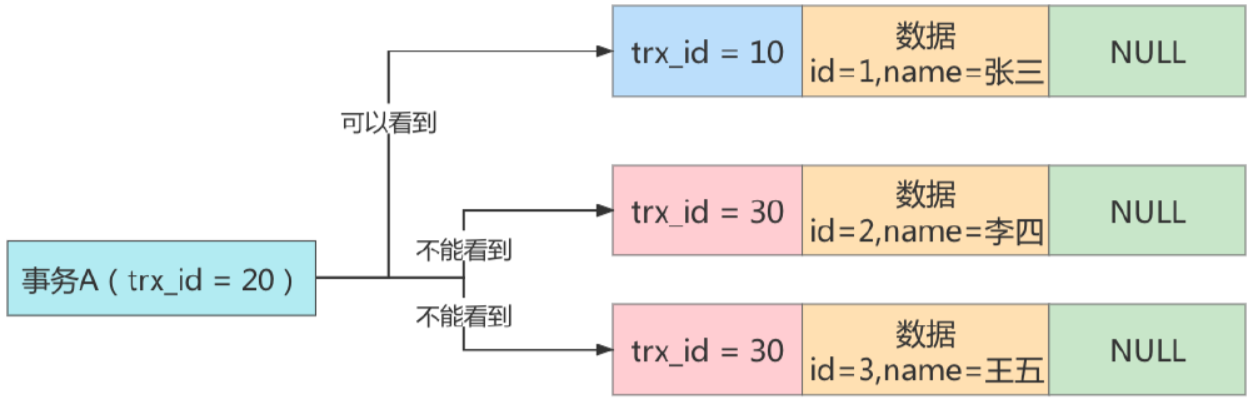 trx_id = 10
数据
id=1,name=张三
NULL
可以看到
trx_id = 30
数据
id=2,name=李四
NULL
不能看到
事务A（trx_id = 20）
不能看到
trx_id = 30
数据
id=3,name=王五
NULL